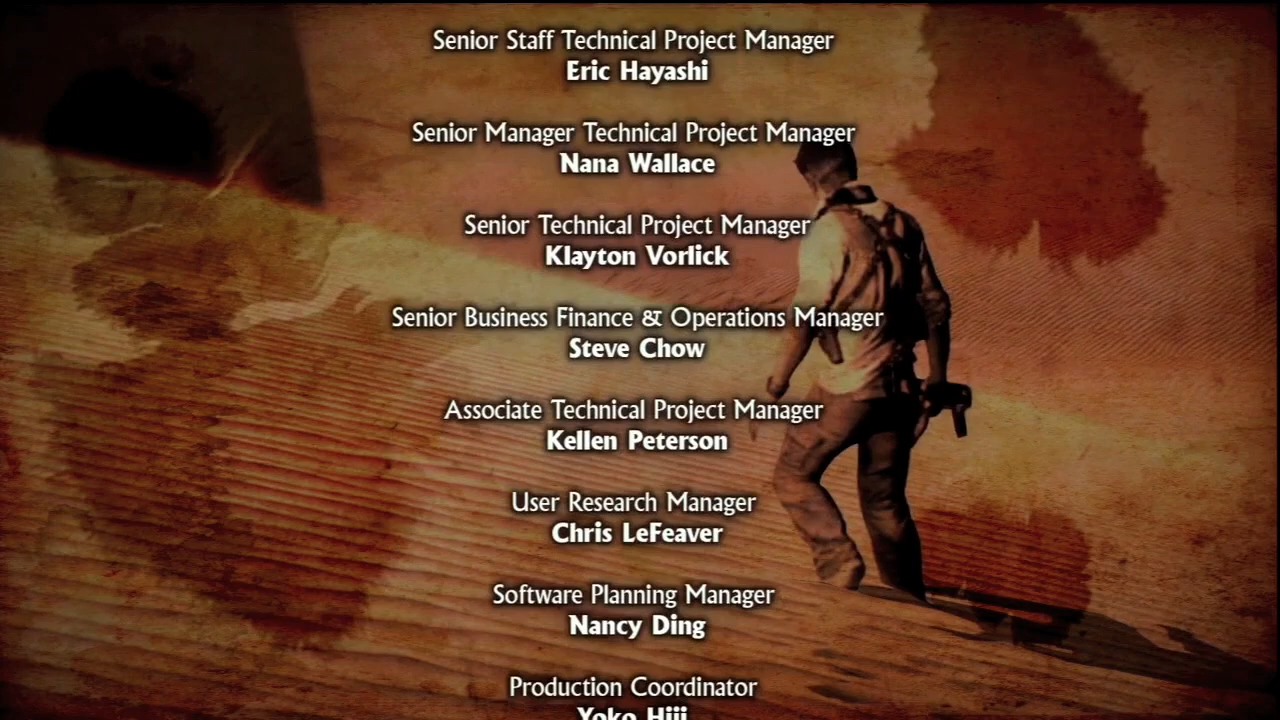 Senior Staff Technical Project Manager
Eric Hayashi
Senior Manager Technical Project Manager
Nana Wallace
Senior Technical Project Manager
Klayton Vorlick
Senior Business Finance & Operations Manager
Steve Chow
Associate Technical Project Manager
Kellen Peterson
User Research Manager
Chris LeFeaver
Software Planning Manager
Nancy Ding
Production Coordinator
Yoko Hiji